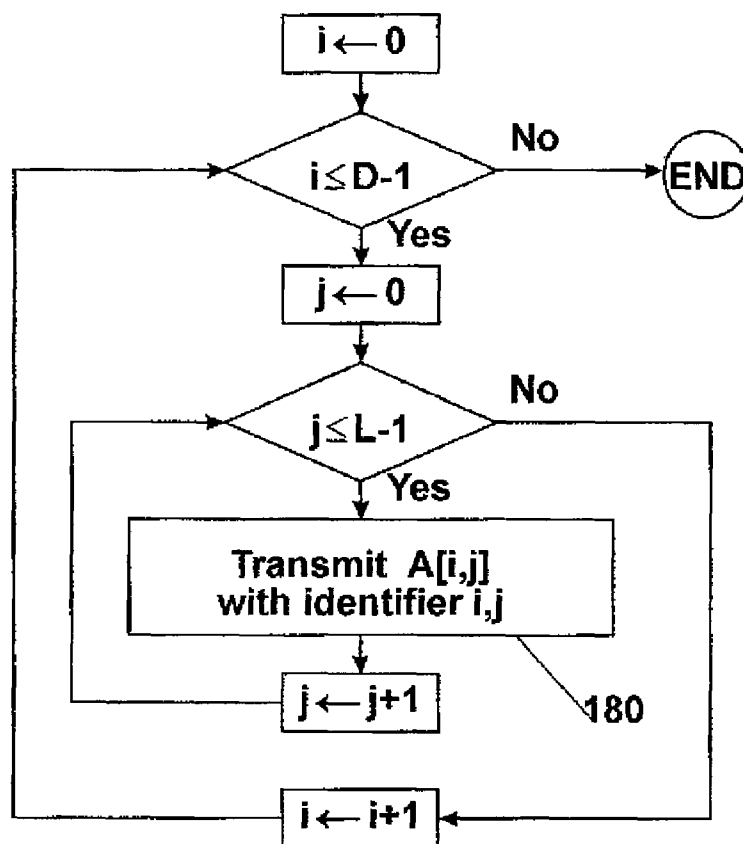 i ← 0
i ≤ D-1
No
END
Yes
j ← 0
j ≤ L-1
No
Yes
Transmit A[i,j]
with identifier i,j
j ← j+1
180
i ← i+1